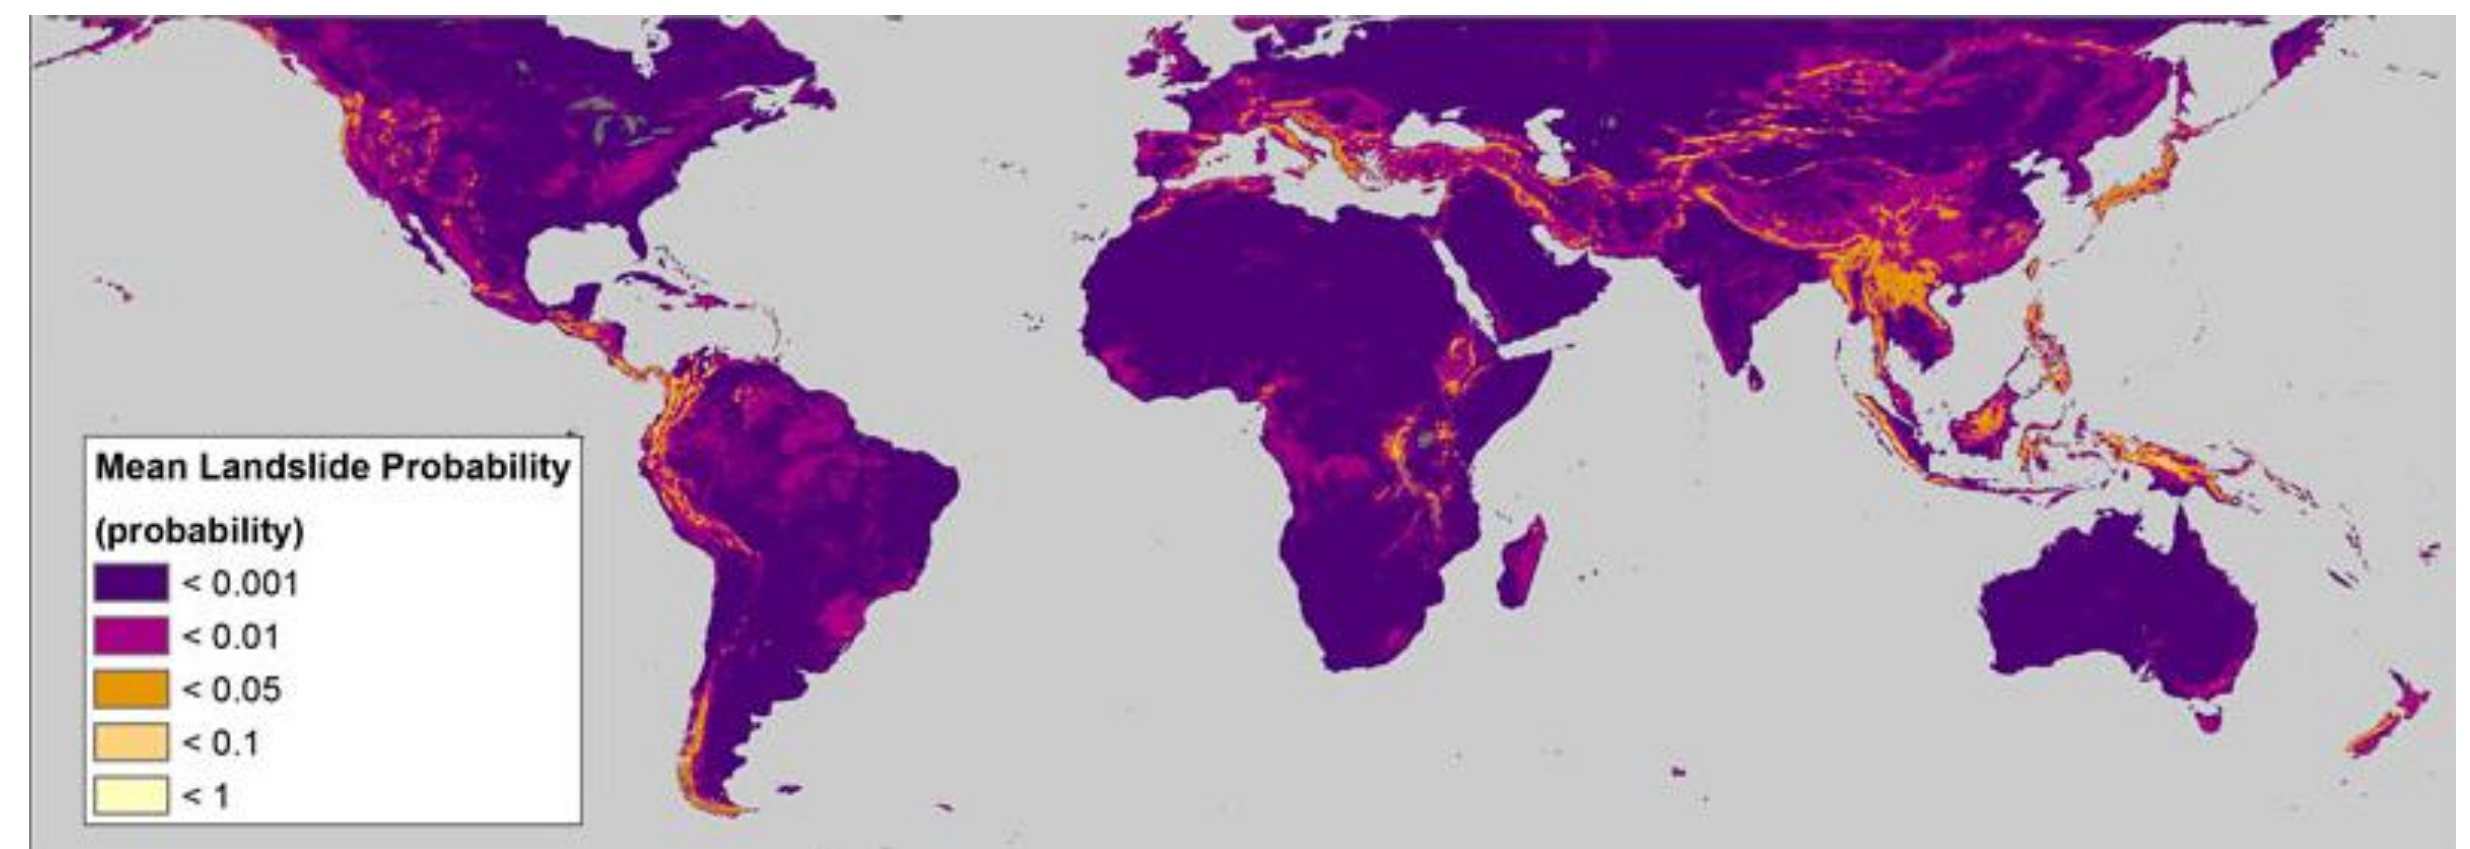 Mean Landslide Probability
(probability)
< 0.001
< 0.01
< 0.05
< 0.1
< 1